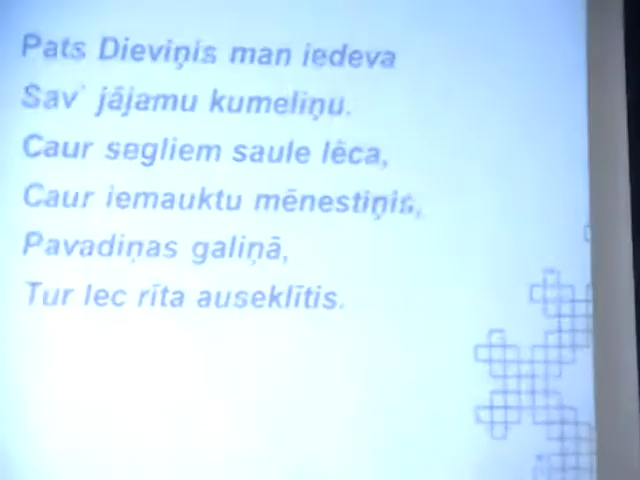 Pats Dieviņis man iedeva
Sav' jājamu kumeliņu.
Caur segliem saule lēca,
Caur iemauktu mēnestiņis,
Pavadiņas galiņā,
Tur lec rīta auseklītis.